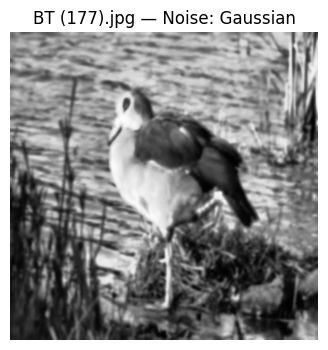 BT (177).jpg — Noise: Gaussian